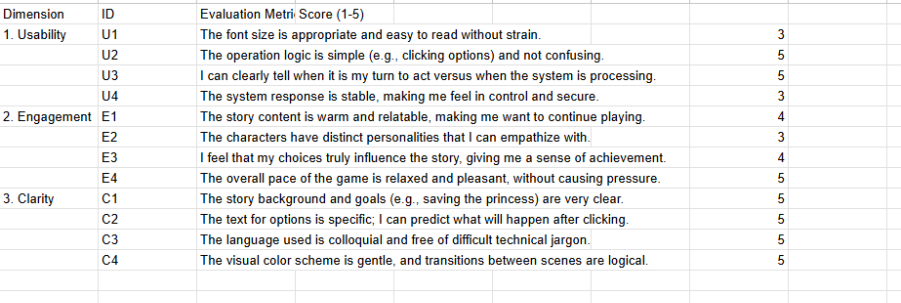 Dimension ID Evaluation Metri Score (1-5)
1. Usability U1 The font size is appropriate and easy to read without strain. 3
U2 The operation logic is simple (e.g., clicking options) and not confusing. 5
U3 I can clearly tell when it is my turn to act versus when the system is processing. 5
U4 The system response is stable, making me feel in control and secure. 3
2. Engagement E1 The story content is warm and relatable, making me want to continue playing. 4
E2 The characters have distinct personalities that I can empathize with. 3
E3 I feel that my choices truly influence the story, giving me a sense of achievement. 4
E4 The overall pace of the game is relaxed and pleasant, without causing pressure. 5
3. Clarity C1 The story background and goals (e.g., saving the princess) are very clear. 5
C2 The text for options is specific; I can predict what will happen after clicking. 5
C3 The language used is colloquial and free of difficult technical jargon. 5
C4 The visual color scheme is gentle, and transitions between scenes are logical. 5